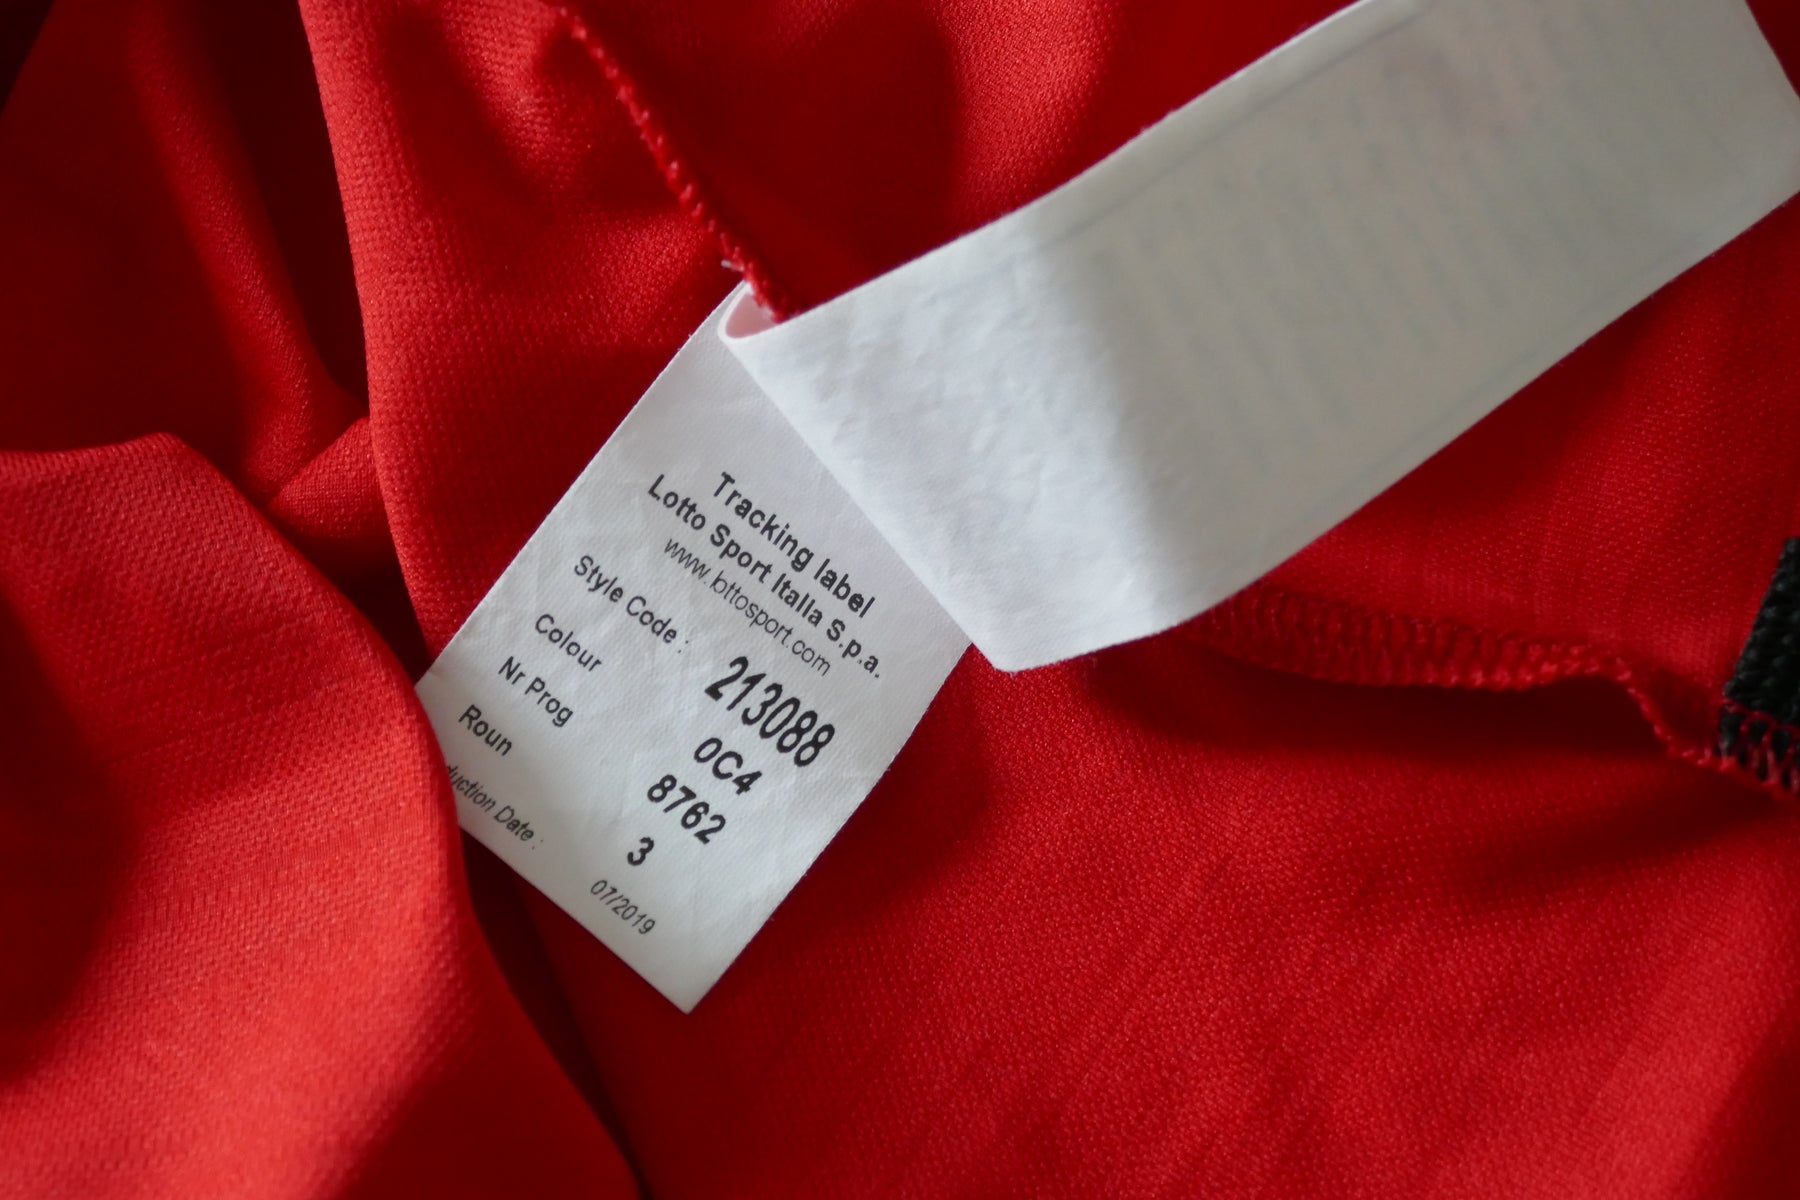 Tracking label
Lotto Sport Italia S.p.a.
www.lottosport.com
Style Code : 213088
Colour 0C4
Nr Prog 8762
Roun 3
duction Date : 07/2019